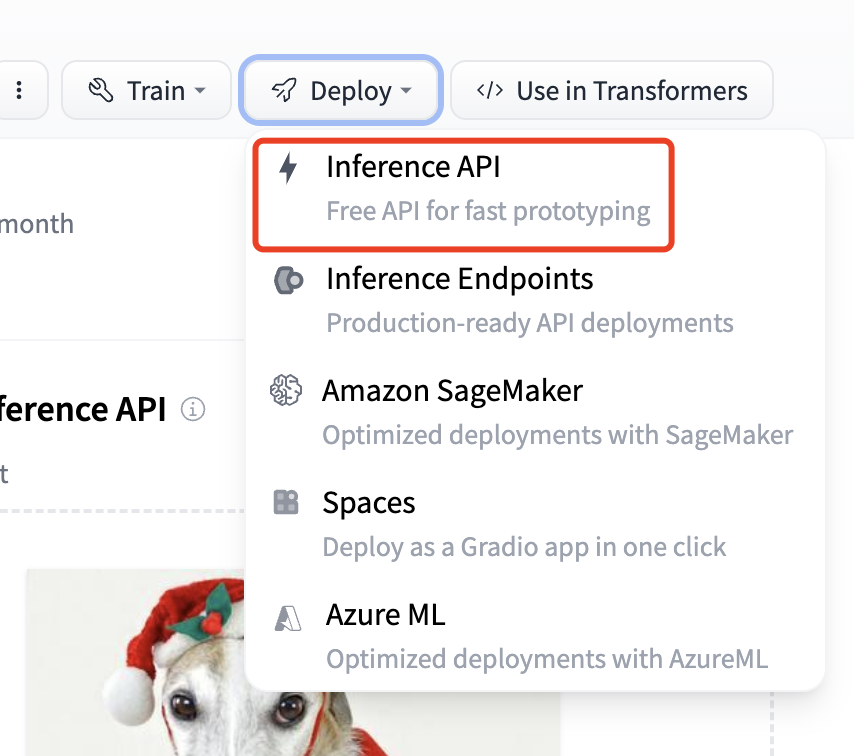 Train
Deploy
</> Use in Transformers
Inference API
Free API for fast prototyping
month
Inference Endpoints
Production-ready API deployments
Amazon SageMaker
ference API
Optimized deployments with SageMaker
t
Spaces
Deploy as a Gradio app in one click
Azure ML
Optimized deployments with AzureML